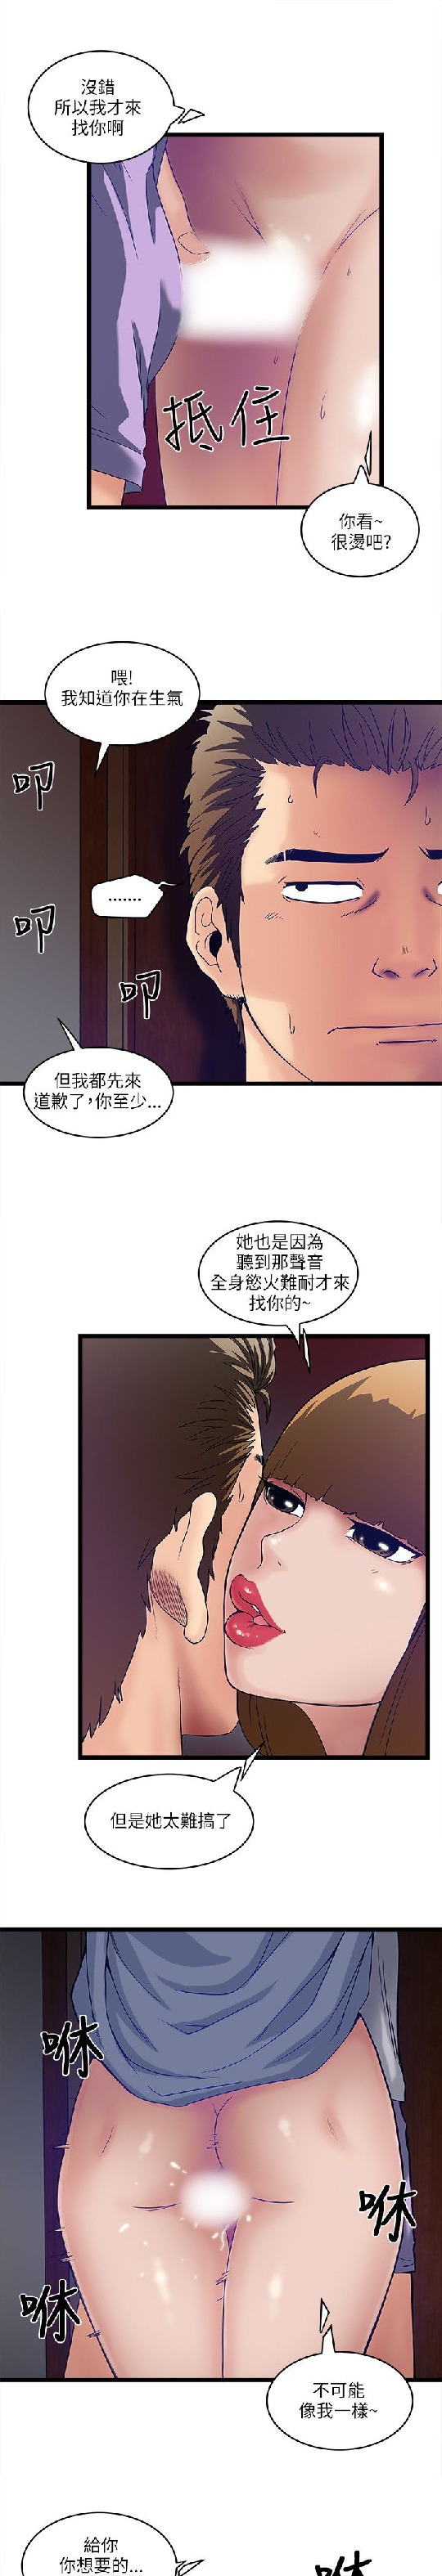 沒錯
所以我才來
找你啊
抵住
你看~
很燙吧?
喂!
我知道你在生氣
叩
.......
叩
叩
但我都先來
道歉了,你至少...
她也是因為
聽到那聲音
全身慾火難耐才來
找你的~
但是她太難搞了
咻
咻
咻
不可能
像我一樣~
給你
你想要的...